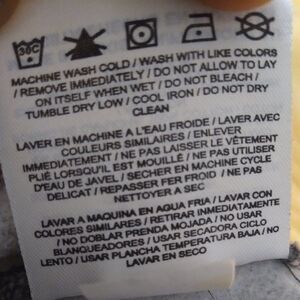 30C
MACHINE WASH COLD / WASH WITH LIKE COLORS
/ REMOVE IMMEDIATELY / DO NOT ALLOW TO LAY
ON ITSELF WHEN WET / DO NOT BLEACH /
TUMBLE DRY LOW / COOL IRON / DO NOT DRY
CLEAN
LAVER EN MACHINE A L'EAU FROIDE / LAVER AVEC
COULEURS SIMILAIRES / ENLEVER
IMMEDIATEMENT / NE PAS LAISSER LE VÊTEMENT
PLIÉ LORSQU'IL EST MOUILLÉ / NE PAS UTILISER
D'EAU DE JAVEL / SECHER EN MACHINE CYCLE
DELICAT / REPASSER FER FROID / NE PAS
NETTOYER A SEC
LAVAR A MAQUINA EN AGUA FRIA / LAVAR CON
COLORES SIMILARES / RETIRAR INMEDIATAMENTE
/ NO DOBLAR PRENDA MOJADA / NO USAR
BLANQUEADORES / USAR SECADORA CICLO
LENTO / USAR PLANCHA TEMPERATURA BAJA / NO
LAVAR EN SECO